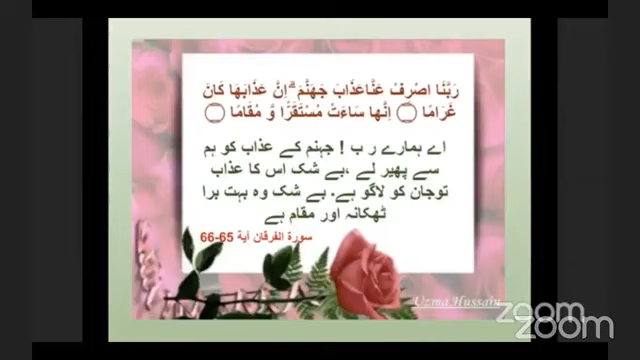 رَبَّنَا اصْرِفْ عَنَّاعَذَابَ جَهَنَّمَ ۖ اِنَّ عَذَابَهَا كَانَ
غَرَامًا ۝ اِنَّها سَاءَتْ مُسْتَقَرًّا وَّ مُقَامًا ۝
اے ہمارے ر ب ! جہنم کے عذاب کو ہم
سے پھیر لے ،بے شک اس کا عذاب
توجان کو لاگو ہے۔ بے شک وہ بہت برا
ٹھکانہ اور مقام ہے
سورة الفرقان آية 65-66
Uzma Hussain
zoom
zoom